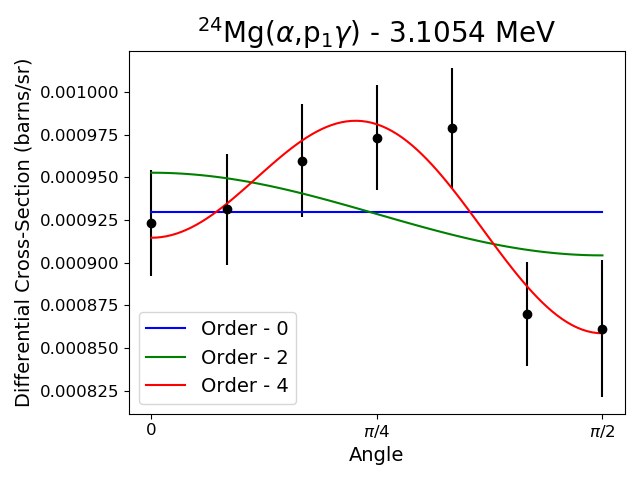 ²⁴Mg(α,p₁γ) - 3.1054 MeV
Differential Cross-Section (barns/sr)
0.001000
0.000975
0.000950
0.000925
0.000900
0.000875
0.000850
0.000825
Order - 0
Order - 2
Order - 4
0 π/4 π/2
Angle